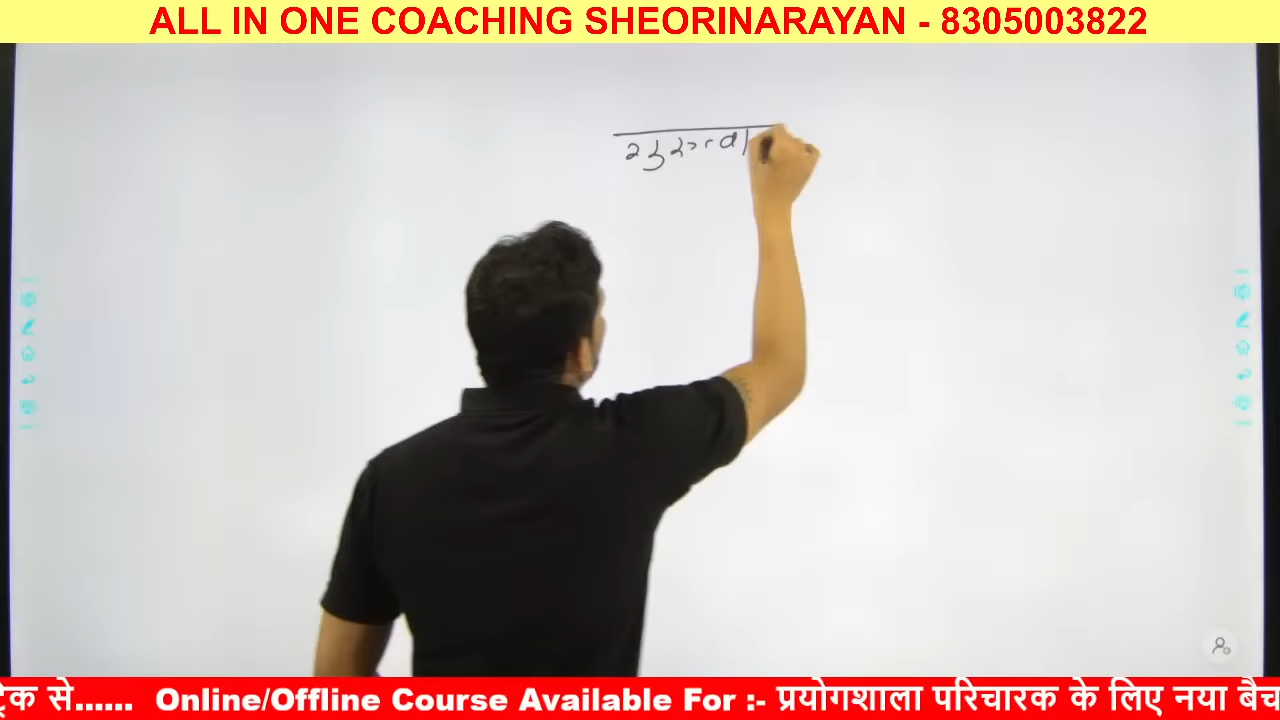 ALL IN ONE COACHING SHEORINARAYAN - 8305003822
ट्रिक से...... Online/Offline Course Available For :- प्रयोगशाला परिचारक के लिए नया बैच